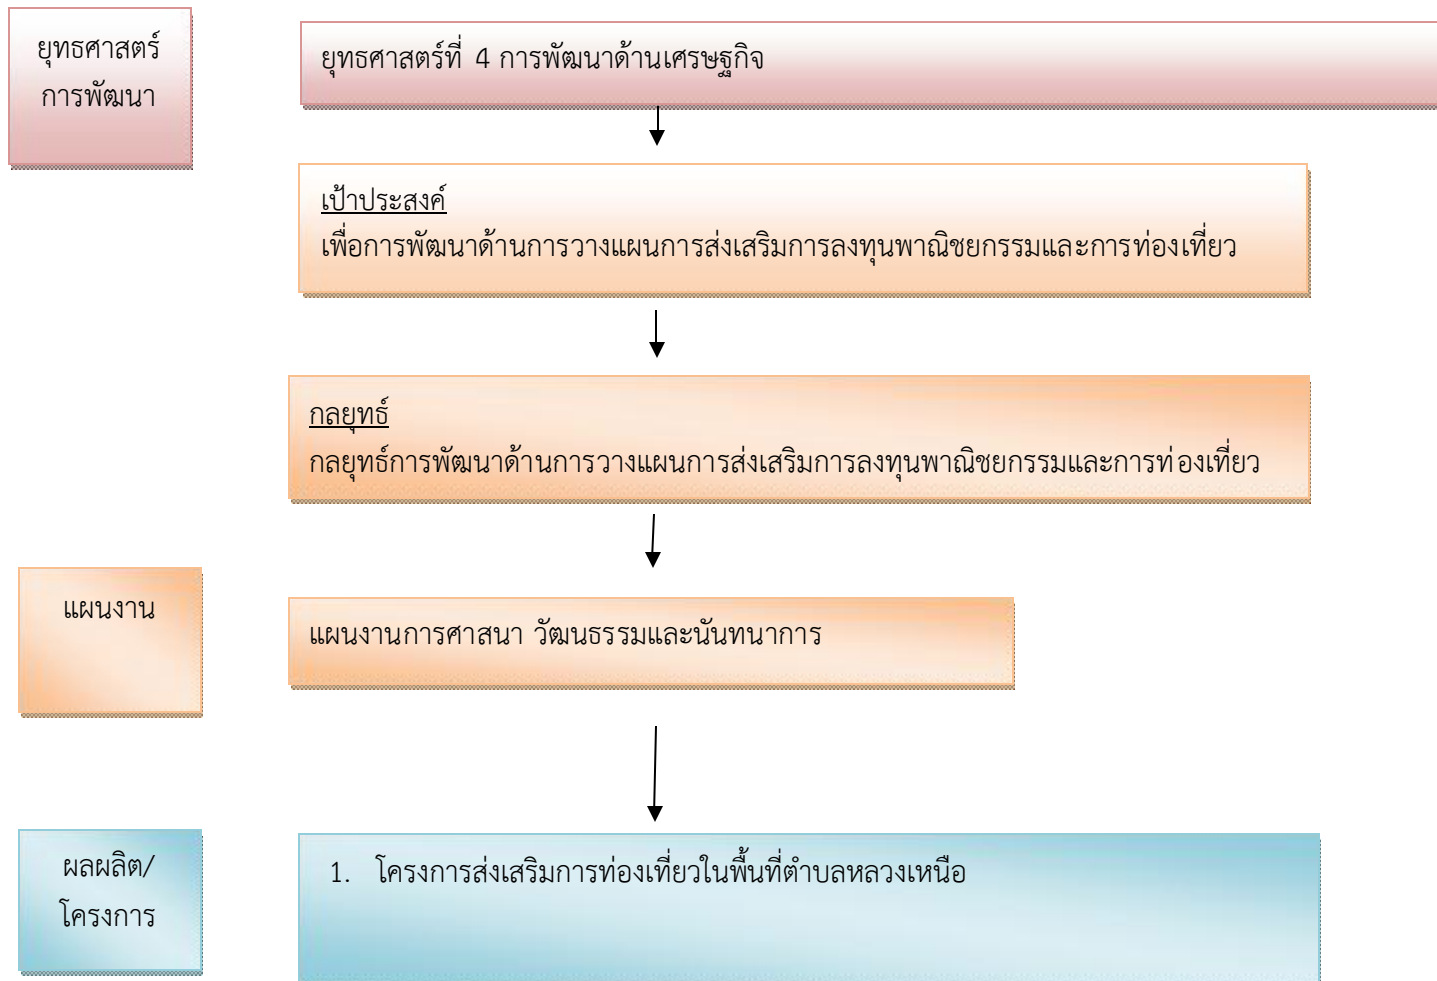 ยุทธศาสตร์
การพัฒนา
ยุทธศาสตร์ที่ 4 การพัฒนาด้านเศรษฐกิจ
เป้าประสงค์
เพื่อการพัฒนาด้านการวางแผนการส่งเสริมการลงทุนพาณิชยกรรมและการท่องเที่ยว
กลยุทธ์
กลยุทธ์การพัฒนาด้านการวางแผนการส่งเสริมการลงทุนพาณิชยกรรมและการท่องเที่ยว
แผนงาน
แผนงานการศาสนา วัฒนธรรมและนันทนาการ
ผลผลิต/
โครงการ
1. โครงการส่งเสริมการท่องเที่ยวในพื้นที่ตำบลหลวงเหนือ